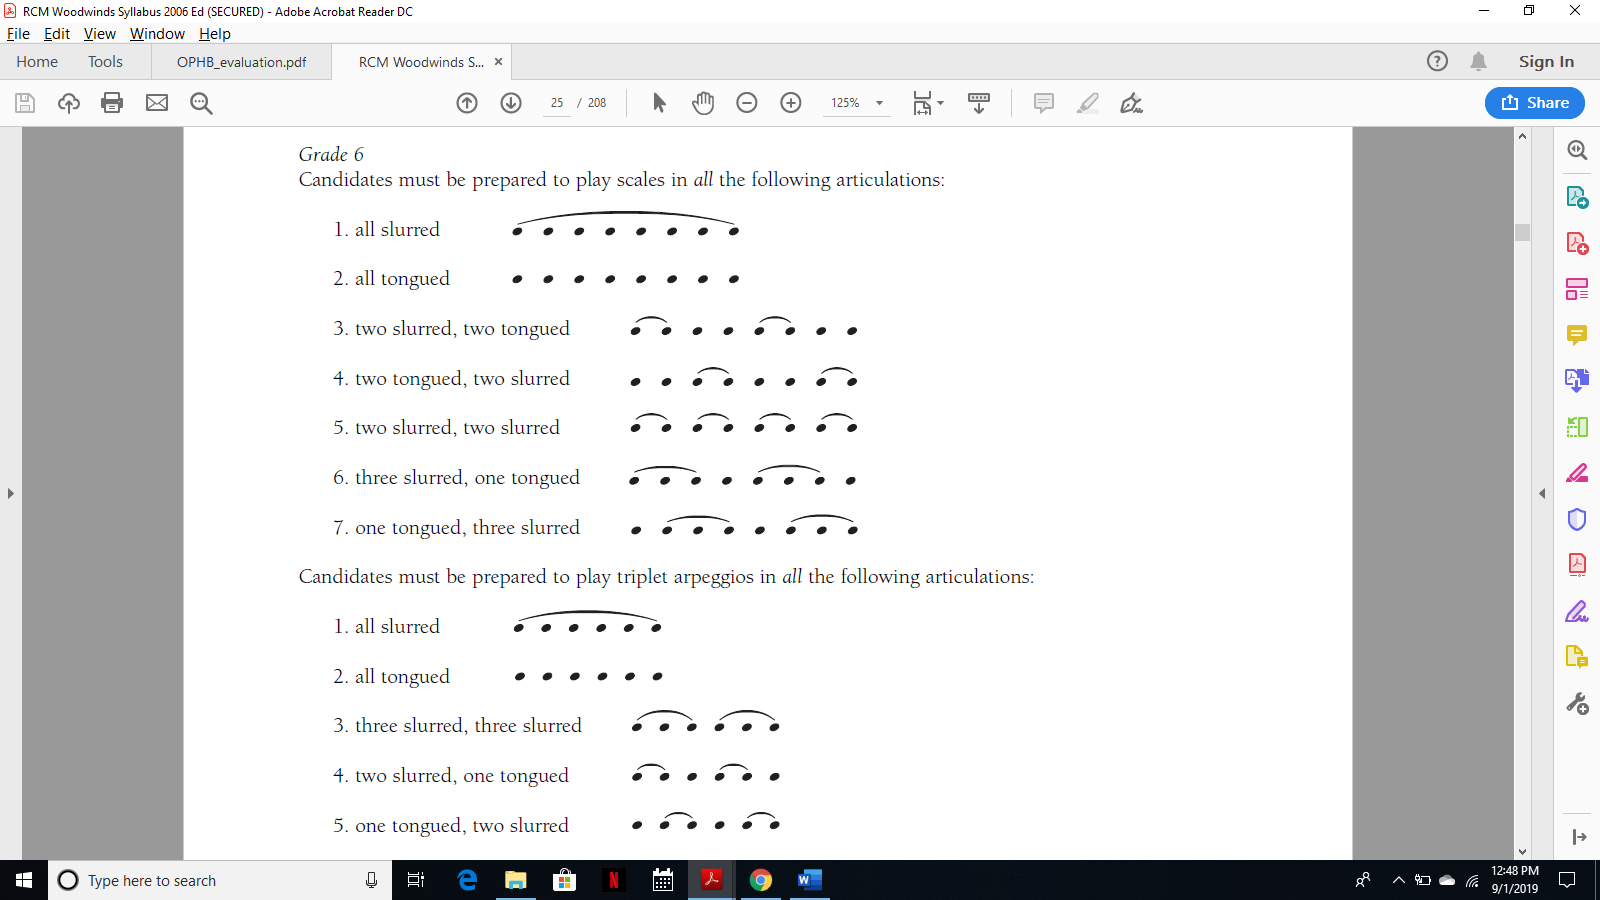 RCM Woodwinds Syllabus 2006 Ed (SECURED) - Adobe Acrobat Reader DC
File Edit View Window Help
Home Tools OPHB_evaluation.pdf RCM Woodwinds S... ×
25 / 208 125% Share
Sign In
Grade 6
Candidates must be prepared to play scales in all the following articulations:
1. all slurred
2. all tongued
3. two slurred, two tongued
4. two tongued, two slurred
5. two slurred, two slurred
6. three slurred, one tongued
7. one tongued, three slurred
Candidates must be prepared to play triplet arpeggios in all the following articulations:
1. all slurred
2. all tongued
3. three slurred, three slurred
4. two slurred, one tongued
5. one tongued, two slurred
Type here to search
12:48 PM
9/1/2019